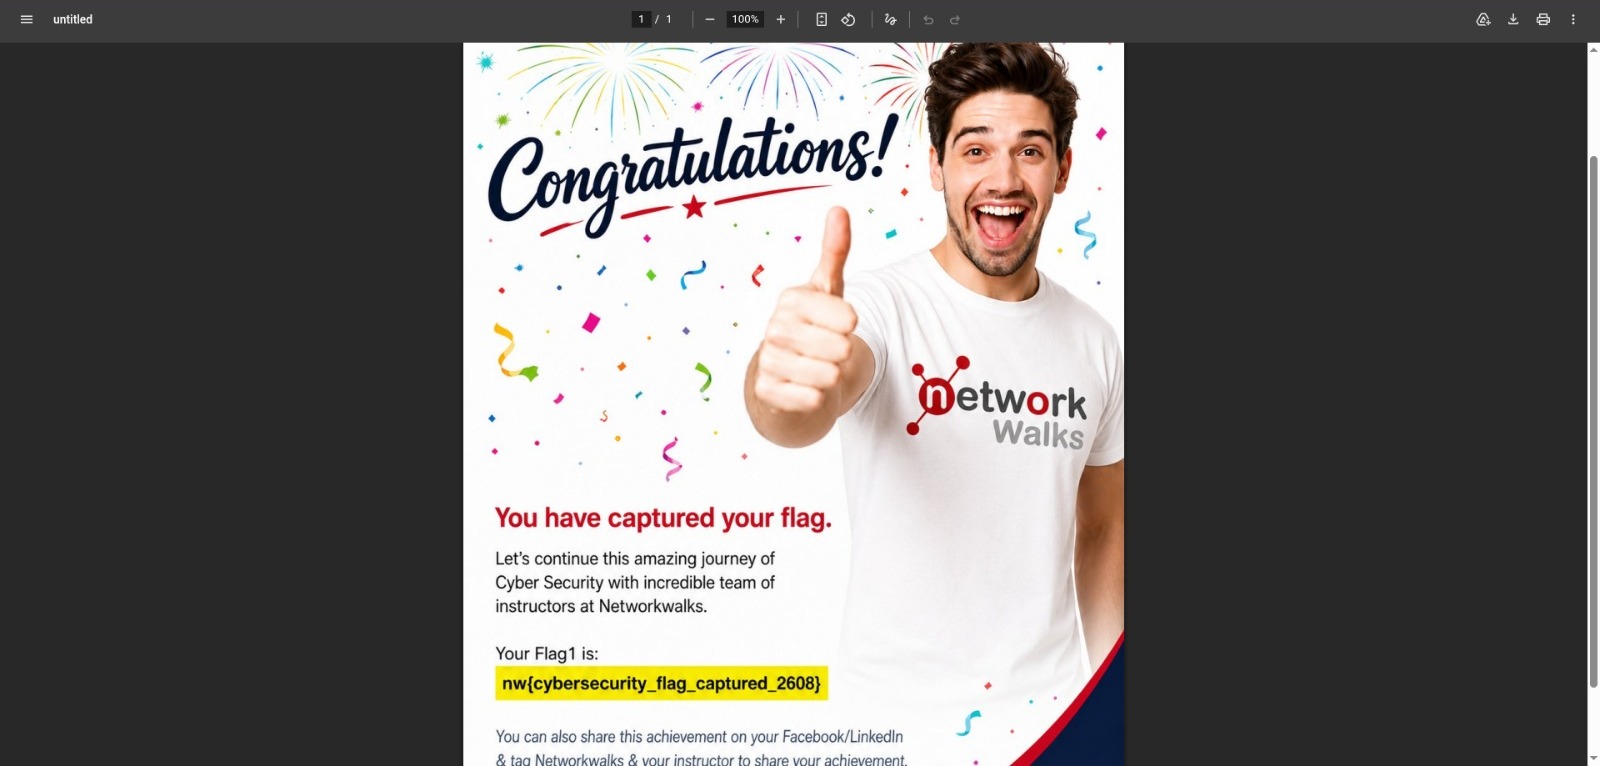 untitled
1 / 1
100%
Congratulations!
network
Walks
You have captured your flag.
Let's continue this amazing journey of
Cyber Security with incredible team of
instructors at Networkwalks.
Your Flag1 is:
nw{cybersecurity_flag_captured_2608}
You can also share this achievement on your Facebook/LinkedIn
& tag Networkwalks & your instructor to share your achievement.